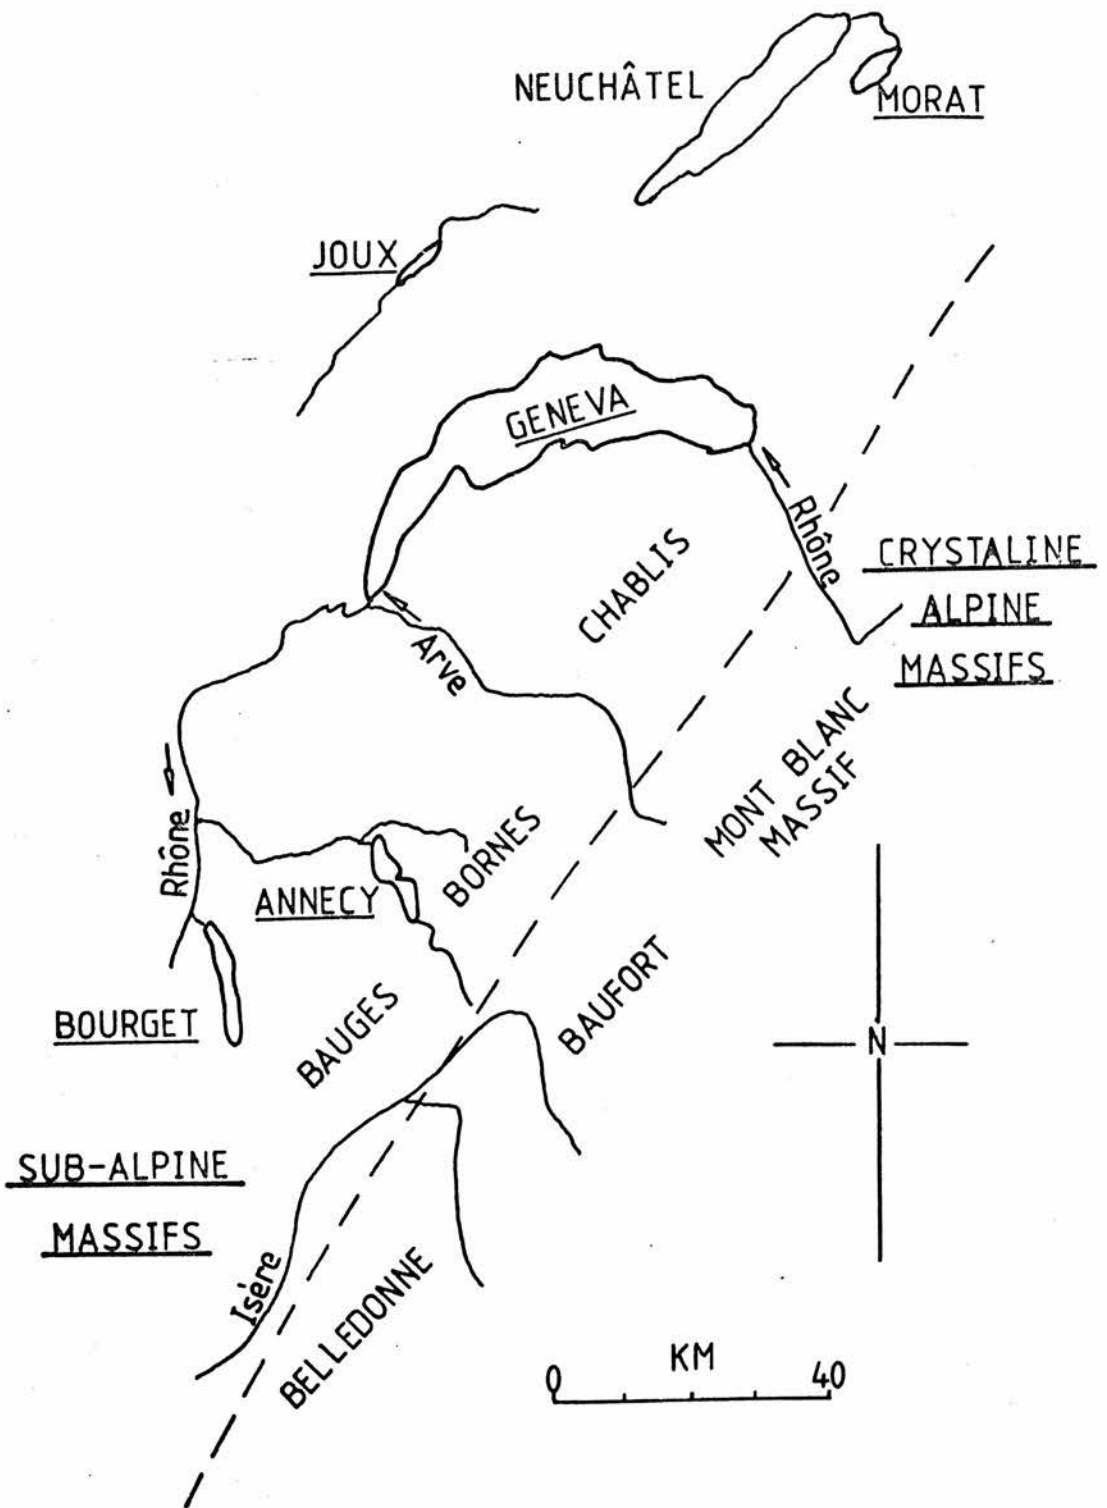 NEUCHÂTEL
MORAT
JOUX
GENEVA
Rhône
CRYSTALINE
ALPINE
MASSIFS
CHABLIS
Arve
MONT BLANC
MASSIF
Rhône
BORNES
ANNECY
BAUFORT
BOURGET
BAUGES
N
SUB-ALPINE
MASSIFS
Isère
BELLEDONNE
KM
0 40